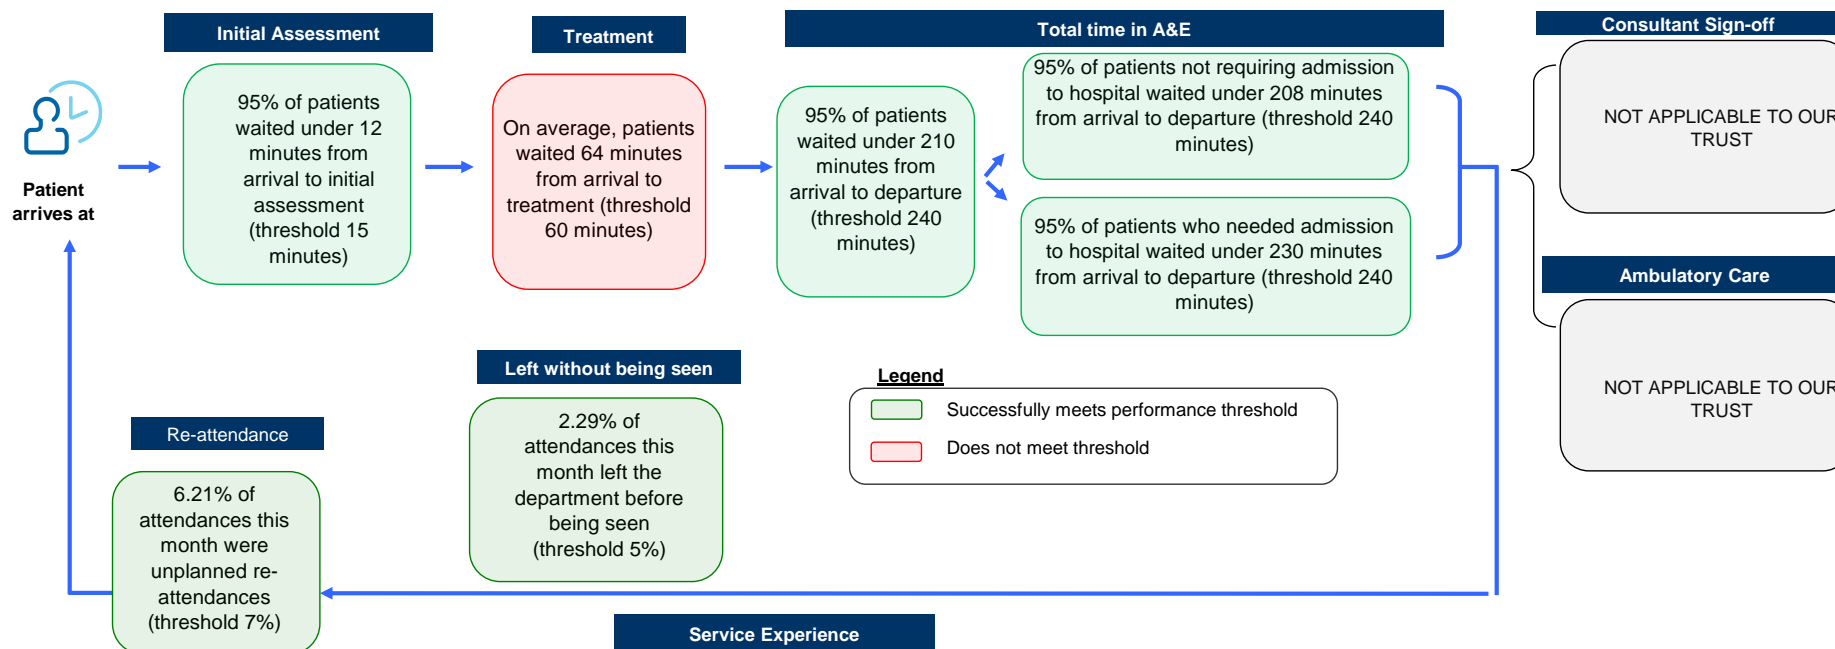 Initial Assessment
Treatment
Total time in A&E
Consultant Sign-off
Patient
arrives at
95% of patients
waited under 12
minutes from
arrival to initial
assessment
(threshold 15
minutes)
On average, patients
waited 64 minutes
from arrival to
treatment (threshold
60 minutes)
95% of patients
waited under 210
minutes from
arrival to departure
(threshold 240
minutes)
95% of patients not requiring admission
to hospital waited under 208 minutes
from arrival to departure (threshold 240
minutes)
95% of patients who needed admission
to hospital waited under 230 minutes
from arrival to departure (threshold 240
minutes)
NOT APPLICABLE TO OUR
TRUST
Ambulatory Care
NOT APPLICABLE TO OUR
TRUST
Left without being seen
2.29% of
attendances this
month left the
department before
being seen
(threshold 5%)
Legend
Successfully meets performance threshold
Does not meet threshold
Re-attendance
6.21% of
attendances this
month were
unplanned re-
attendances
(threshold 7%)
Service Experience